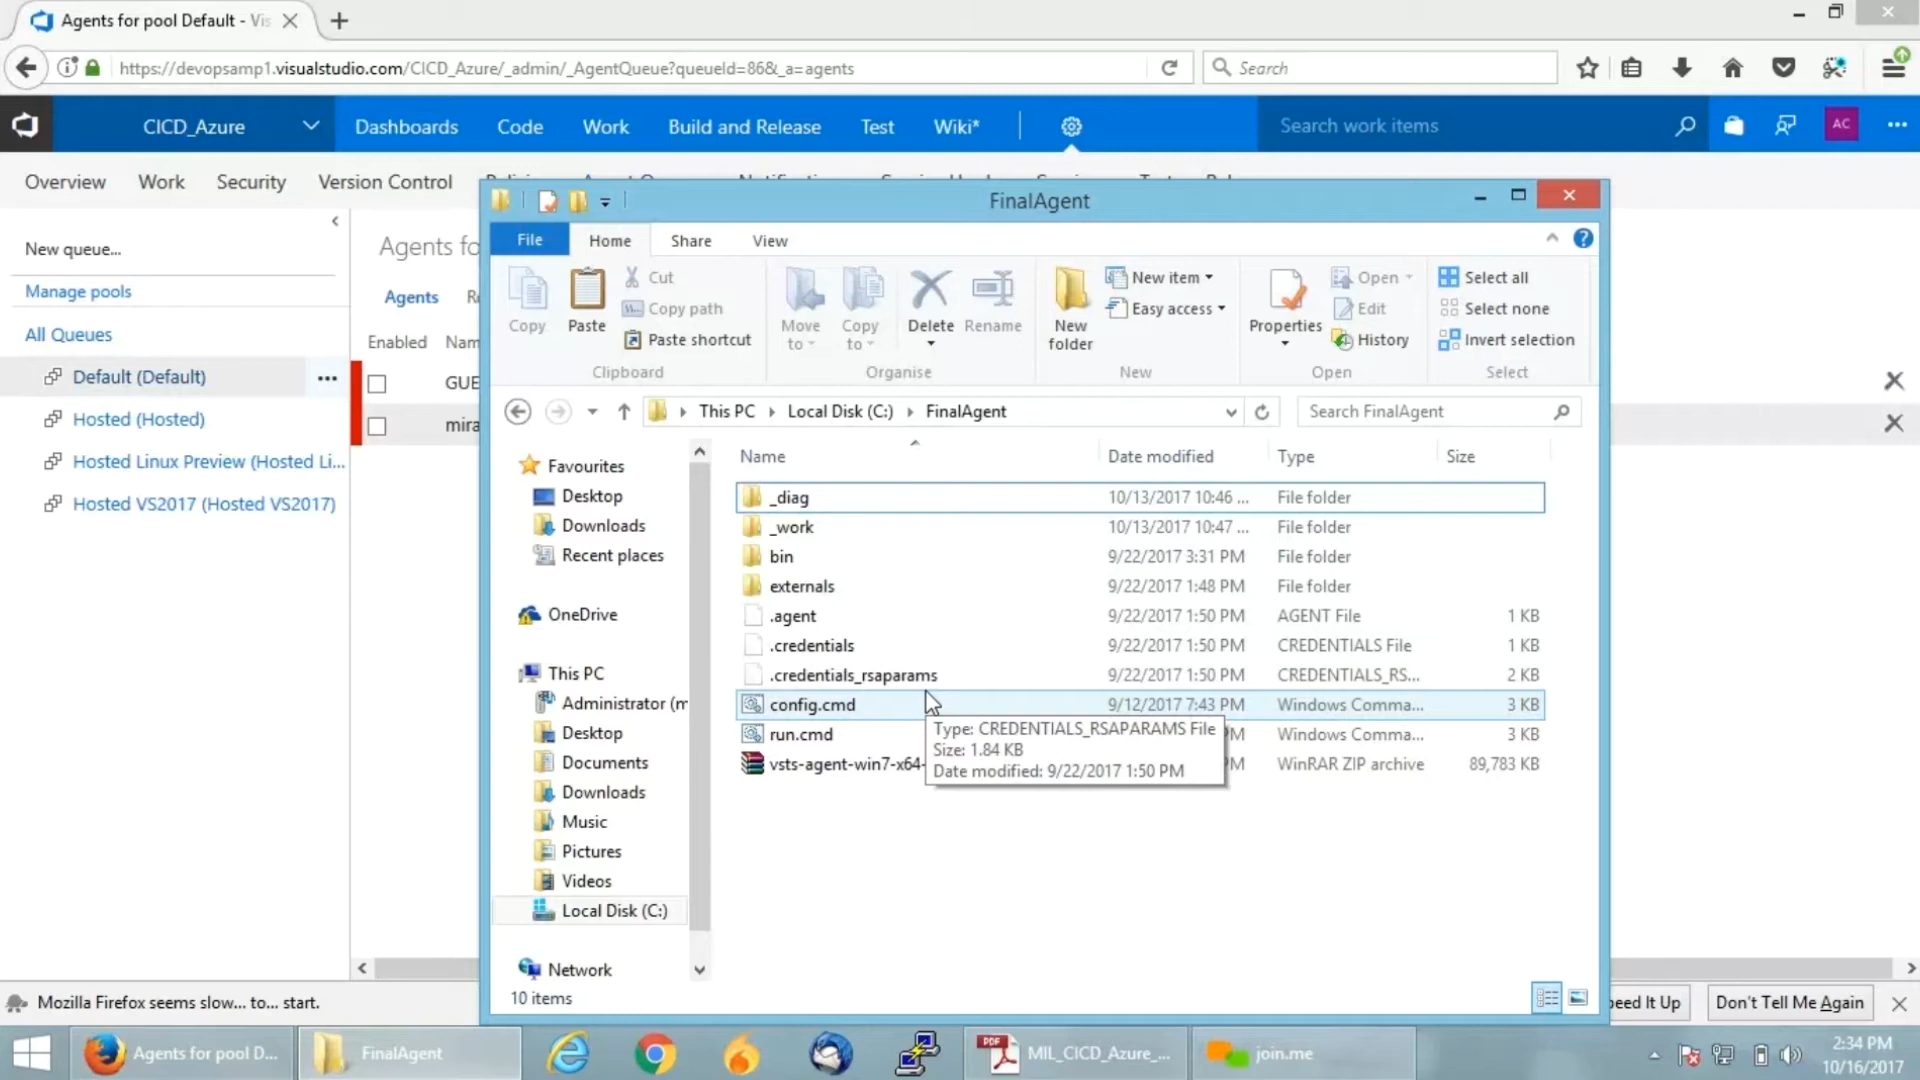 Agents for pool Default - Vis
https://devopsamp1.visualstudio.com/CICD_Azure/_admin/_AgentQueue?queueId=86&_a=agents
Search
CICD_Azure
Dashboards
Code
Work
Build and Release
Test
Wiki*
Search work items
AC
Overview
Work
Security
Version Control
New queue...
Manage pools
All Queues
Default (Default)
Hosted (Hosted)
Hosted Linux Preview (Hosted Li...
Hosted VS2017 (Hosted VS2017)
Agents fo
Agents
Enabled
Nam
GUE
mira
FinalAgent
File
Home
Share
View
Copy
Paste
Cut
Copy path
Paste shortcut
Clipboard
Move to
Copy to
Delete
Rename
Organise
New folder
New item
Easy access
New
Properties
Open
Edit
History
Open
Select all
Select none
Invert selection
Select
This PC
Local Disk (C:)
FinalAgent
Search FinalAgent
Favourites
Desktop
Downloads
Recent places
OneDrive
This PC
Administrator (m
Desktop
Documents
Downloads
Music
Pictures
Videos
Local Disk (C:)
Network
Name Date modified Type Size
_diag 10/13/2017 10:46 ... File folder
_work 10/13/2017 10:47 ... File folder
bin 9/22/2017 3:31 PM File folder
externals 9/22/2017 1:48 PM File folder
.agent 9/22/2017 1:50 PM AGENT File 1 KB
.credentials 9/22/2017 1:50 PM CREDENTIALS File 1 KB
.credentials_rsaparams 9/22/2017 1:50 PM CREDENTIALS_RS... 2 KB
config.cmd 9/12/2017 7:43 PM Windows Comma... 3 KB
run.cmd Windows Comma... 3 KB
vsts-agent-win7-x64- WinRAR ZIP archive 89,783 KB
Type: CREDENTIALS_RSAPARAMS File
Size: 1.84 KB
Date modified: 9/22/2017 1:50 PM
10 items
Mozilla Firefox seems slow... to... start.
peed It Up
Don't Tell Me Again
Agents for pool D...
FinalAgent
PDF
MIL_CICD_Azure_...
join.me
2:34 PM
10/16/2017